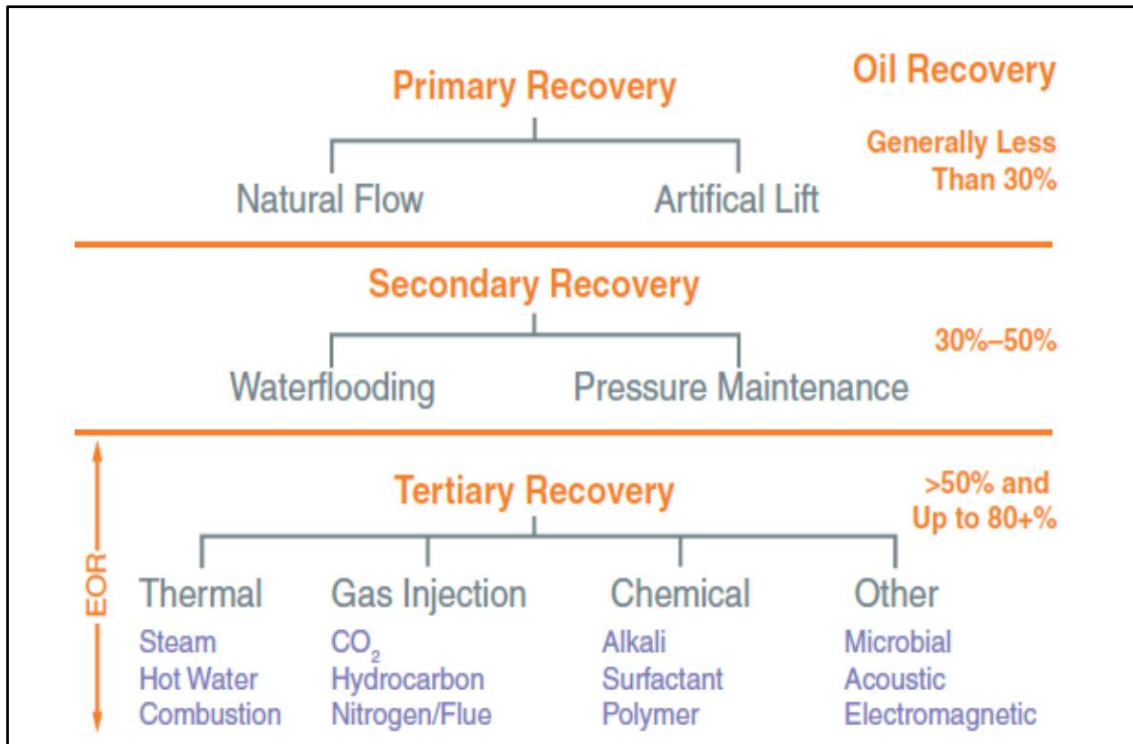 Oil Recovery
Primary Recovery
Generally Less
Than 30%
Natural Flow
Artifical Lift
Secondary Recovery
30%–50%
Waterflooding
Pressure Maintenance
EOR
Tertiary Recovery
>50% and
Up to 80+%
Thermal
Steam
Hot Water
Combustion
Gas Injection
CO₂
Hydrocarbon
Nitrogen/Flue
Chemical
Alkali
Surfactant
Polymer
Other
Microbial
Acoustic
Electromagnetic